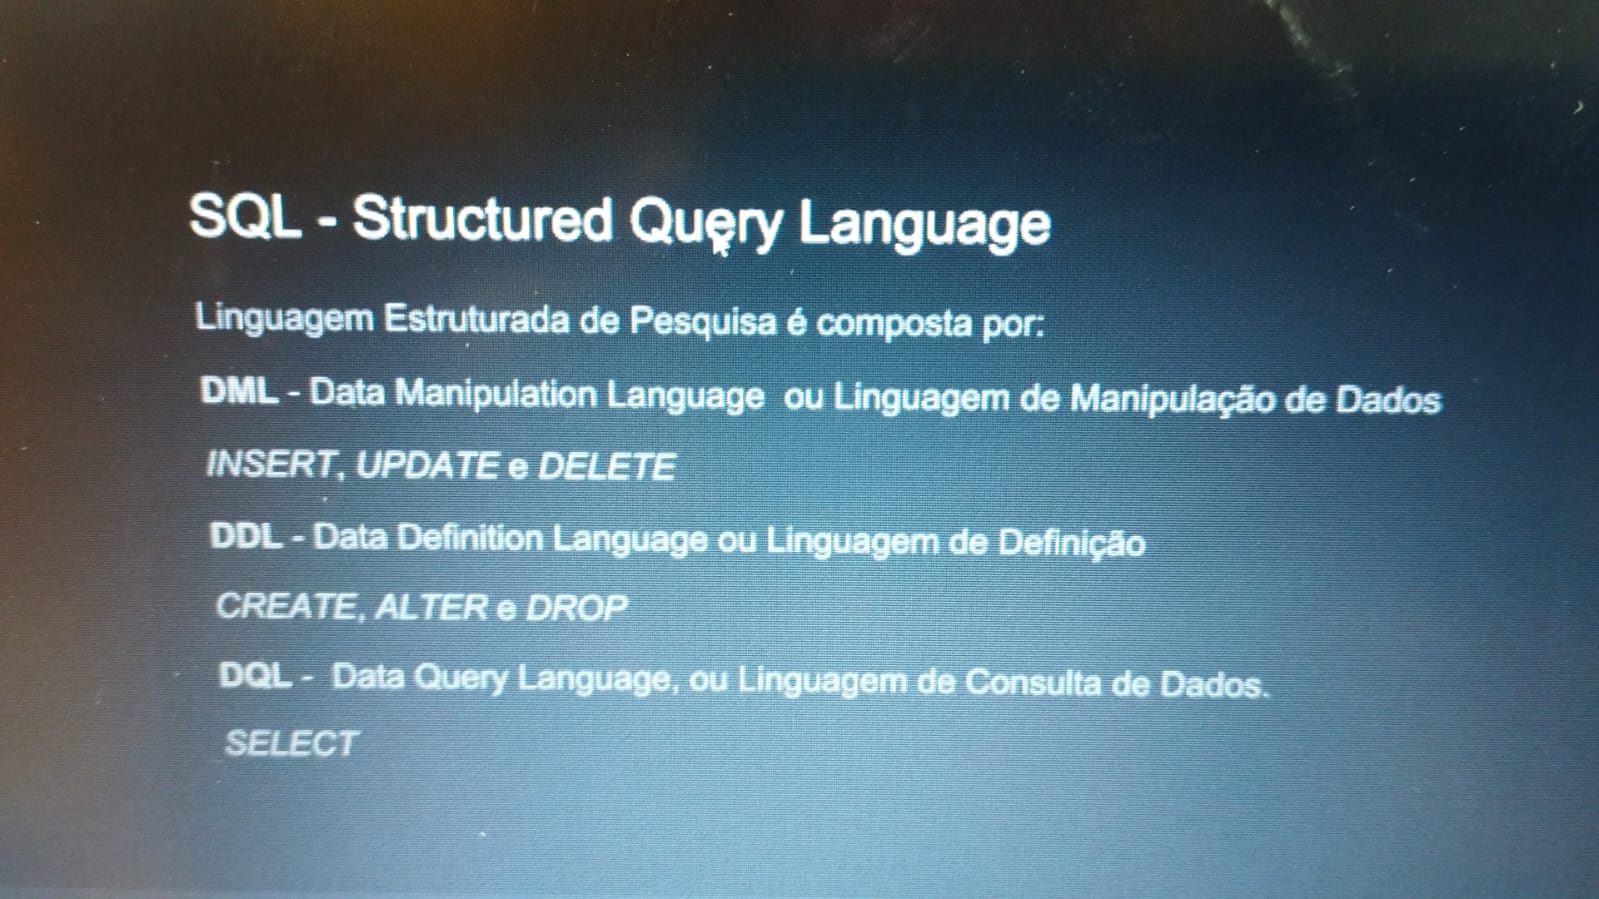 SQL - Structured Query Language
Linguagem Estruturada de Pesquisa é composta por:
DML - Data Manipulation Language ou Linguagem de Manipulação de Dados
INSERT, UPDATE e DELETE
DDL - Data Definition Language ou Linguagem de Definição
CREATE, ALTER e DROP
DQL - Data Query Language, ou Linguagem de Consulta de Dados.
SELECT